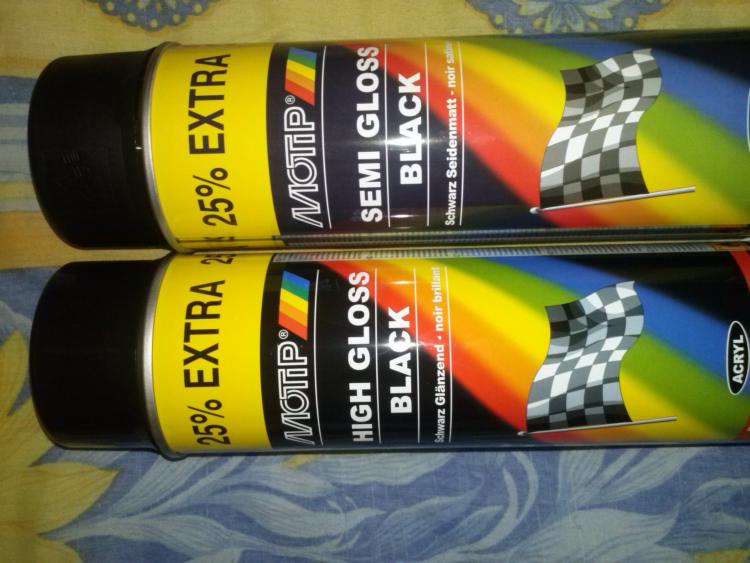 25% EXTRA
MOTIP®
SEMI GLOSS
BLACK
Schwarz Seidenmatt - noir satiné
25% EXTRA
MOTIP®
HIGH GLOSS
BLACK
Schwarz Glänzend - noir brillant
ACRYL